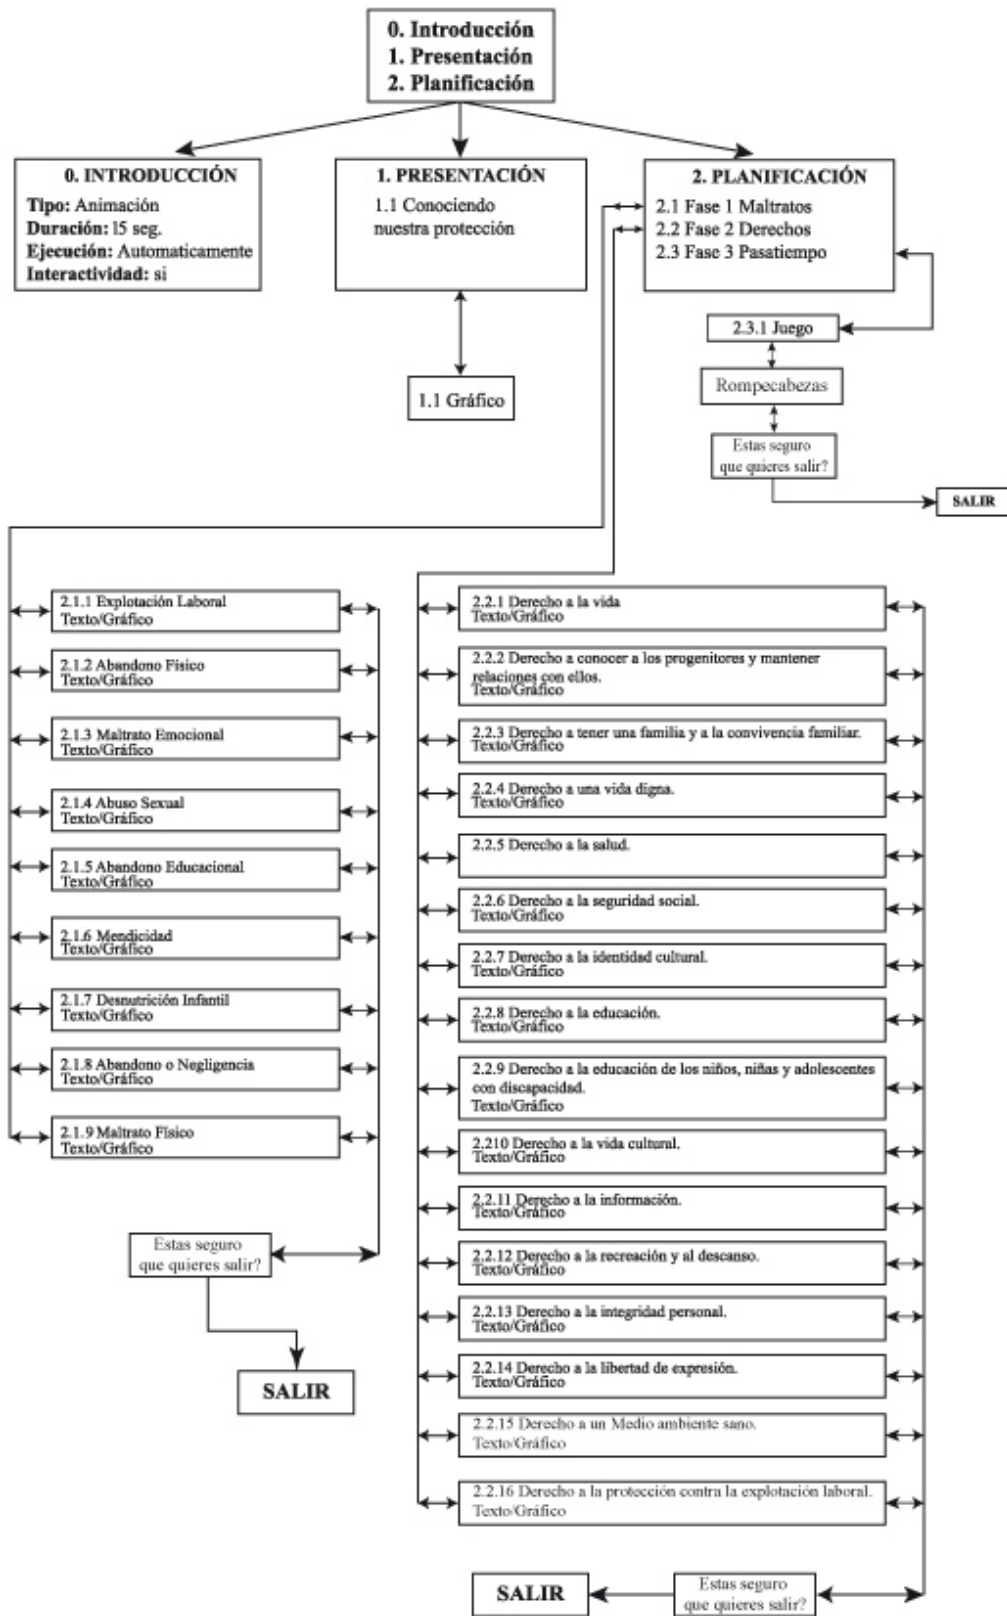 0. Introducción
1. Presentación
2. Planificación
0. INTRODUCCIÓN
Tipo: Animación
Duración: 15 seg.
Ejecución: Automaticamente
Interactividad: si
1. PRESENTACIÓN
1.1 Conociendo
nuestra protección
2. PLANIFICACIÓN
2.1 Fase 1 Maltratos
2.2 Fase 2 Derechos
2.3 Fase 3 Pasatiempo
1.1 Gráfico
2.3.1 Juego
Rompecabezas
Estas seguro
que quieres salir?
SALIR
2.1.1 Explotación Laboral
Texto/Gráfico
2.1.2 Abandono Físico
Texto/Gráfico
2.1.3 Maltrato Emocional
Texto/Gráfico
2.1.4 Abuso Sexual
Texto/Gráfico
2.1.5 Abandono Educacional
Texto/Gráfico
2.1.6 Mendicidad
Texto/Gráfico
2.1.7 Desnutrición Infantil
Texto/Gráfico
2.1.8 Abandono o Negligencia
Texto/Gráfico
2.1.9 Maltrato Físico
Texto/Gráfico
Estas seguro
que quieres salir?
SALIR
2.2.1 Derecho a la vida
Texto/Gráfico
2.2.2 Derecho a conocer a los progenitores y mantener
relaciones con ellos.
Texto/Gráfico
2.2.3 Derecho a tener una familia y a la convivencia familiar.
Texto/Gráfico
2.2.4 Derecho a una vida digna.
Texto/Gráfico
2.2.5 Derecho a la salud.
2.2.6 Derecho a la seguridad social.
Texto/Gráfico
2.2.7 Derecho a la identidad cultural.
Texto/Gráfico
2.2.8 Derecho a la educación.
Texto/Gráfico
2.2.9 Derecho a la educación de los niños, niñas y adolescentes
con discapacidad.
Texto/Gráfico
2.210 Derecho a la vida cultural.
Texto/Gráfico
2.2.11 Derecho a la información.
Texto/Gráfico
2.2.12 Derecho a la recreación y al descanso.
Texto/Gráfico
2.2.13 Derecho a la integridad personal.
Texto/Gráfico
2.2.14 Derecho a la libertad de expresión.
Texto/Gráfico
2.2.15 Derecho a un Medio ambiente sano.
Texto/Gráfico
2.2.16 Derecho a la protección contra la explotación laboral.
Texto/Gráfico
SALIR
Estas seguro
que quieres salir?